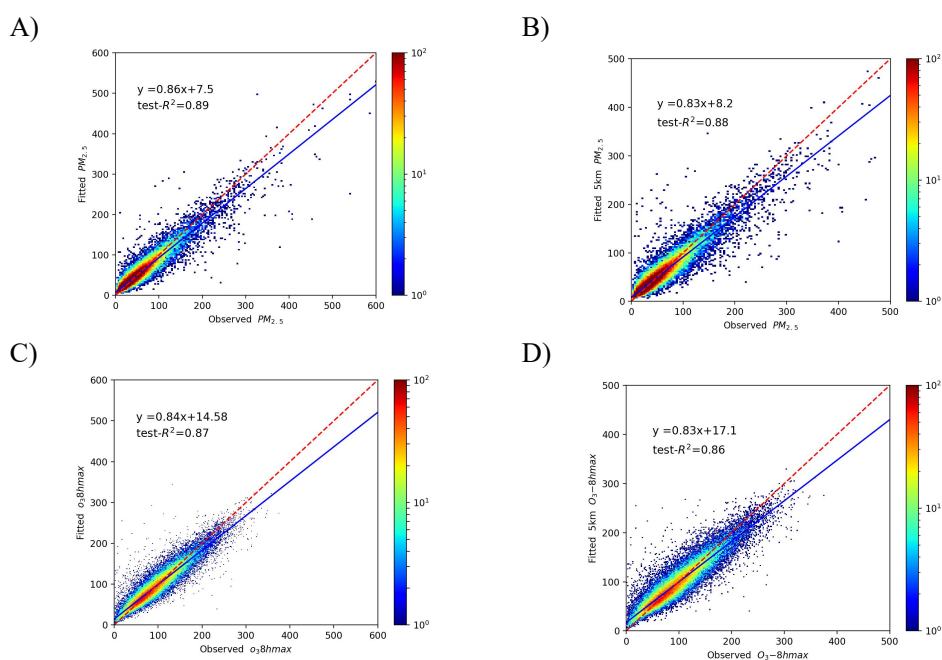 A)
600
500
400
300
200
100
0
0 100 200 300 400 500 600
Fitted PM2.5
Observed PM2.5
y =0.86x+7.5
test-R²=0.89
10²
10¹
10⁰
B)
500
400
300
200
100
0
0 100 200 300 400 500
Fitted 5km PM2.5
Observed PM2.5
y =0.83x+8.2
test-R²=0.88
10²
10¹
10⁰
C)
600
500
400
300
200
100
0
0 100 200 300 400 500 600
Fitted o₃8hmax
Observed o₃8hmax
y =0.84x+14.58
test-R²=0.87
10²
10¹
10⁰
D)
500
400
300
200
100
0
0 100 200 300 400 500
Fitted 5km O₃−8hmax
Observed O₃−8hmax
y =0.83x+17.1
test-R²=0.86
10²
10¹
10⁰